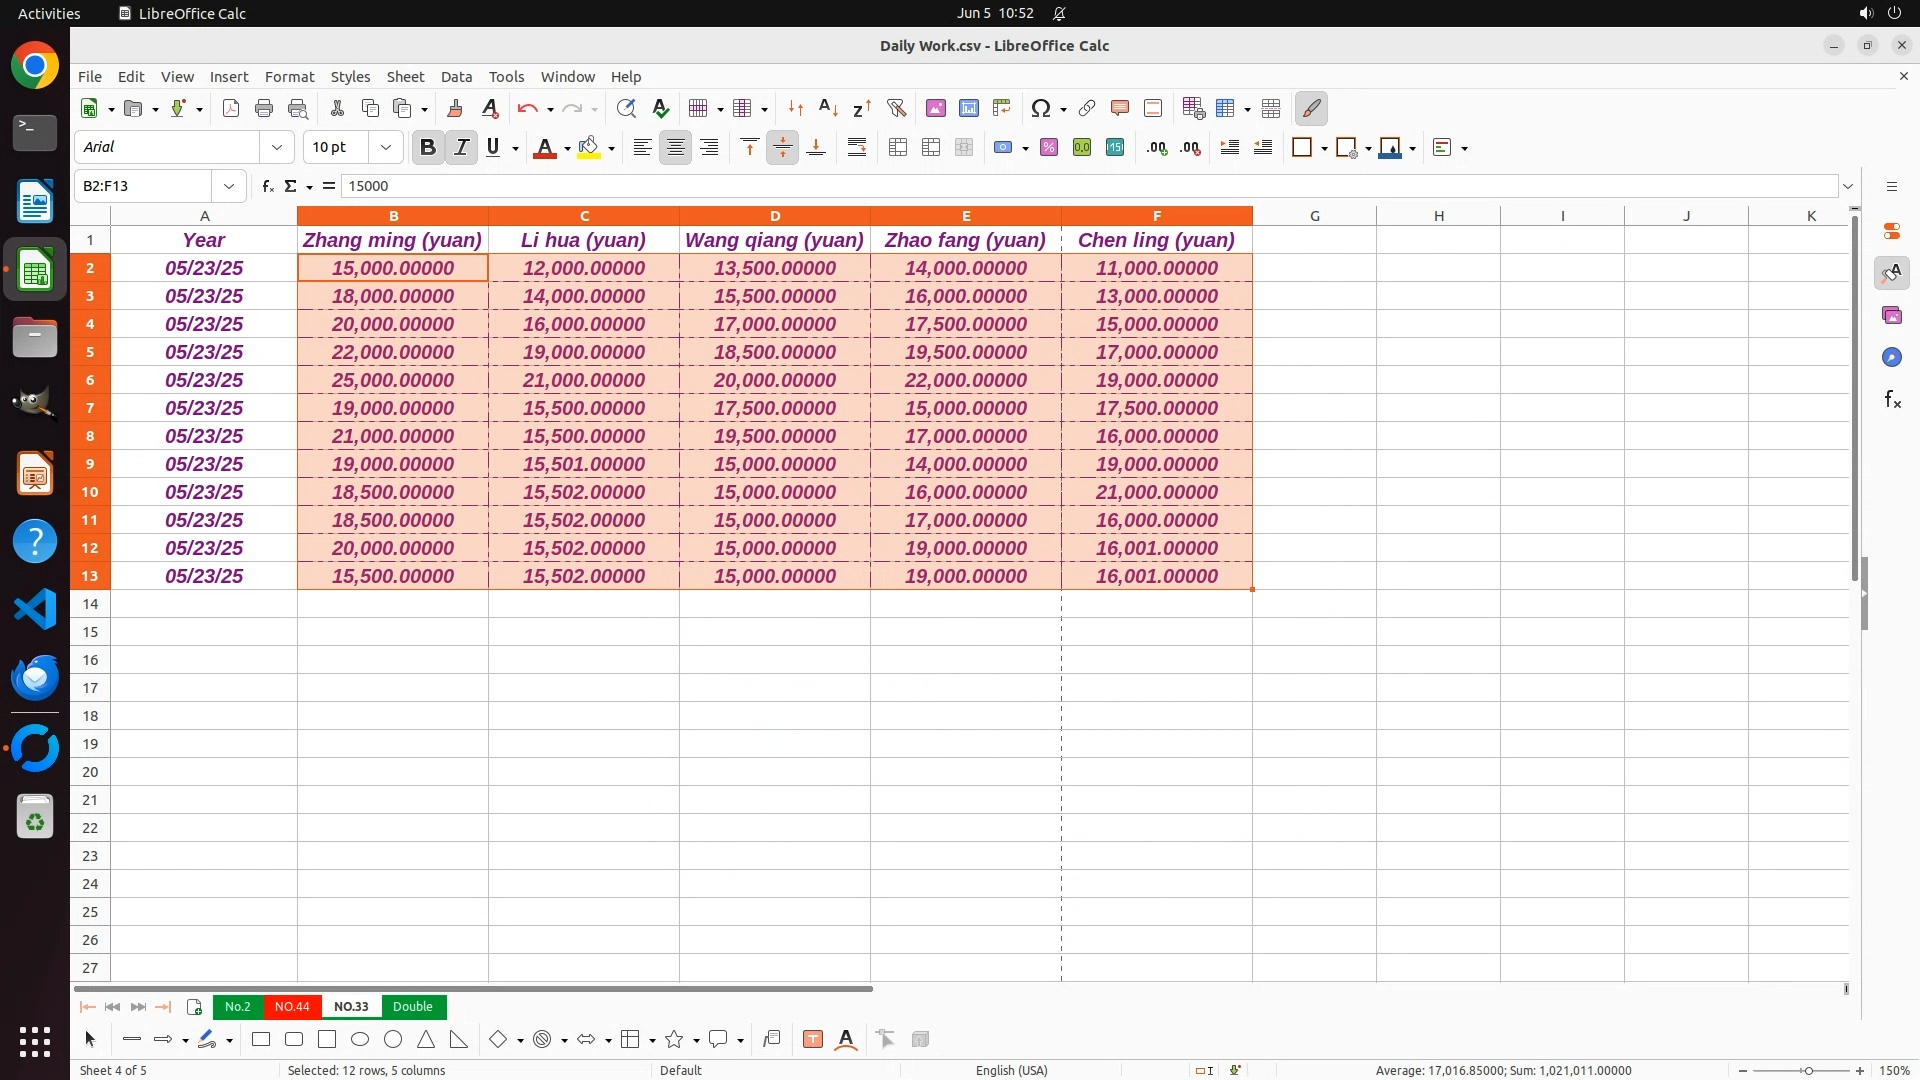 Activities LibreOffice Calc Jun 5 10:52
Daily Work.csv - LibreOffice Calc
File Edit View Insert Format Styles Sheet Data Tools Window Help
Arial 10 pt
B2:F13 15000
A B C D E F G H I J K
1 Year Zhang ming (yuan) Li hua (yuan) Wang qiang (yuan) Zhao fang (yuan) Chen ling (yuan)
2 05/23/25 15,000.00000 12,000.00000 13,500.00000 14,000.00000 11,000.00000
3 05/23/25 18,000.00000 14,000.00000 15,500.00000 16,000.00000 13,000.00000
4 05/23/25 20,000.00000 16,000.00000 17,000.00000 17,500.00000 15,000.00000
5 05/23/25 22,000.00000 19,000.00000 18,500.00000 19,500.00000 17,000.00000
6 05/23/25 25,000.00000 21,000.00000 20,000.00000 22,000.00000 19,000.00000
7 05/23/25 19,000.00000 15,500.00000 17,500.00000 15,000.00000 17,500.00000
8 05/23/25 21,000.00000 15,500.00000 19,500.00000 17,000.00000 16,000.00000
9 05/23/25 19,000.00000 15,501.00000 15,000.00000 14,000.00000 19,000.00000
10 05/23/25 18,500.00000 15,502.00000 15,000.00000 16,000.00000 21,000.00000
11 05/23/25 18,500.00000 15,502.00000 15,000.00000 17,000.00000 16,000.00000
12 05/23/25 20,000.00000 15,502.00000 15,000.00000 19,000.00000 16,001.00000
13 05/23/25 15,500.00000 15,502.00000 15,000.00000 19,000.00000 16,001.00000
14
15
16
17
18
19
20
21
22
23
24
25
26
27
No.2 NO.44 NO.33 Double
Sheet 4 of 5 Selected: 12 rows, 5 columns Default English (USA) Average: 17,016.85000; Sum: 1,021,011.00000 150%